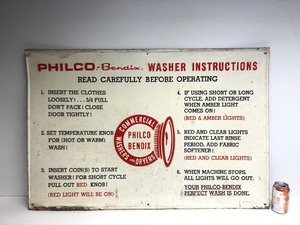 PHILCO-Bendix WASHER INSTRUCTIONS
READ CAREFULLY BEFORE OPERATING
1. INSERT THE CLOTHES
LOOSELY! . . . 3/4 FULL
DON'T PACK! CLOSE
DOOR TIGHTLY!
2. SET TEMPERATURE KNOB
FOR (HOT OR WARM)
WASH!
3. INSERT COIN(S) TO START
WASHER! FOR SHORT CYCLE
PULL OUT RED KNOB!
(RED LIGHT WILL BE ON)
COMMERCIAL
PHILCO
BENDIX
WASHERS AND DRYERS
4. IF USING SHORT OR LONG
CYCLE, ADD DETERGENT
WHEN AMBER LIGHT
COMES ON!
(RED & AMBER LIGHTS)
5. RED AND CLEAR LIGHTS
INDICATE LAST RINSE
PERIOD. ADD FABRIC
SOFTENER!
(RED AND CLEAR LIGHTS)
6. WHEN MACHINE STOPS,
ALL LIGHTS WILL GO OUT.
YOUR PHILCO-BENDIX
PERFECT WASH IS DONE.